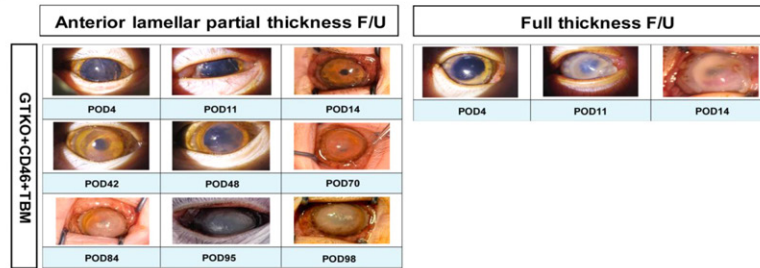 Anterior lamellar partial thickness F/U
Full thickness F/U
GTKO+CD46+TBM
POD4 POD11 POD14
POD4 POD11 POD14
POD42 POD48 POD70
POD84 POD95 POD98